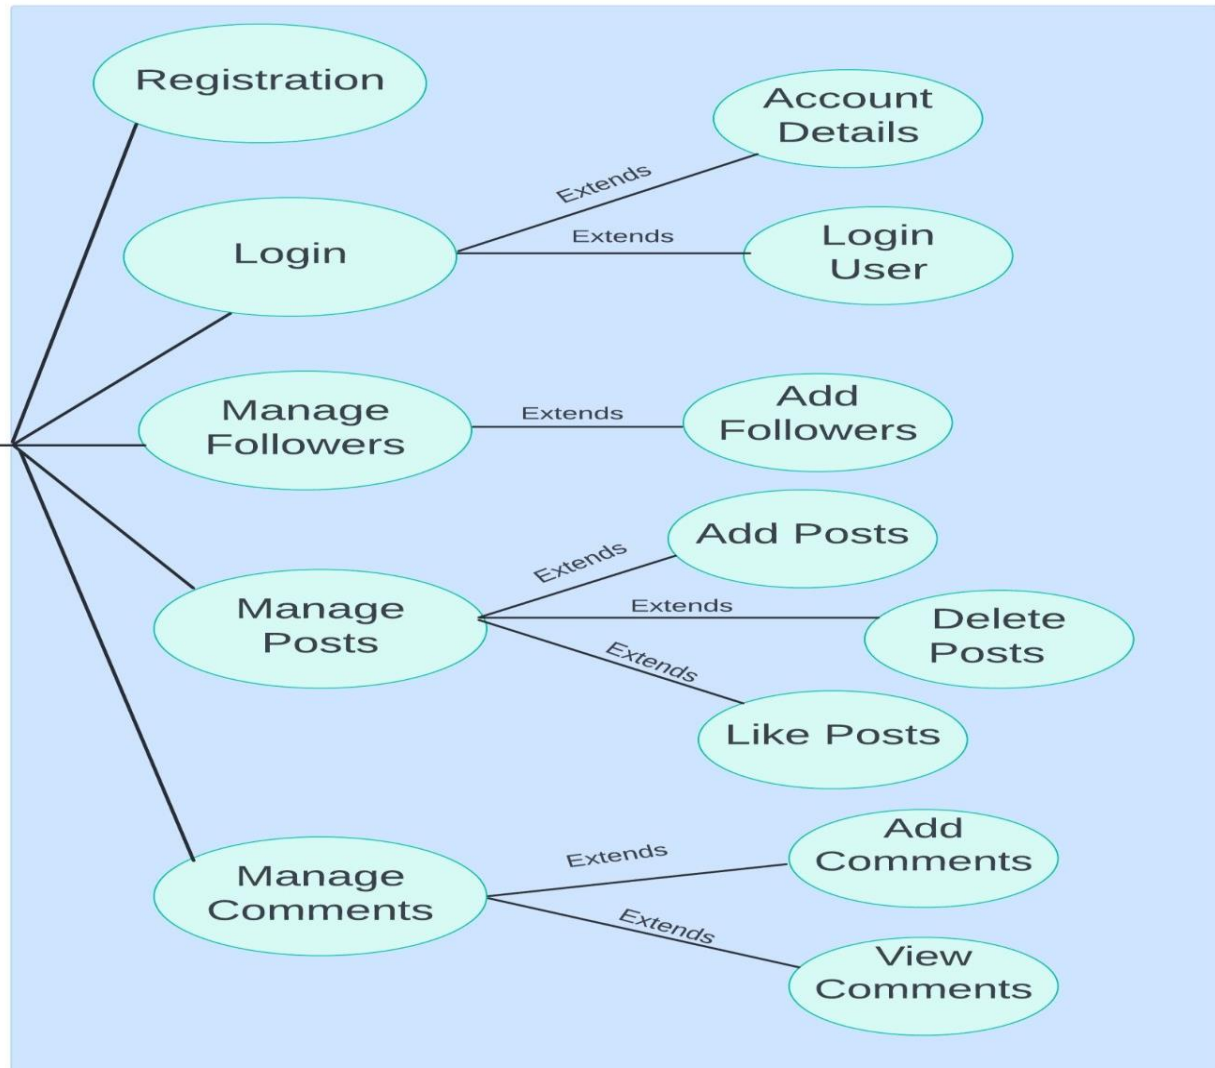 Registration
Account
Details
Extends
Login
Extends
Login
User
Manage
Followers
Extends
Add
Followers
Add Posts
Extends
Manage
Posts
Extends
Delete
Posts
Extends
Like Posts
Manage
Comments
Extends
Add
Comments
Extends
View
Comments